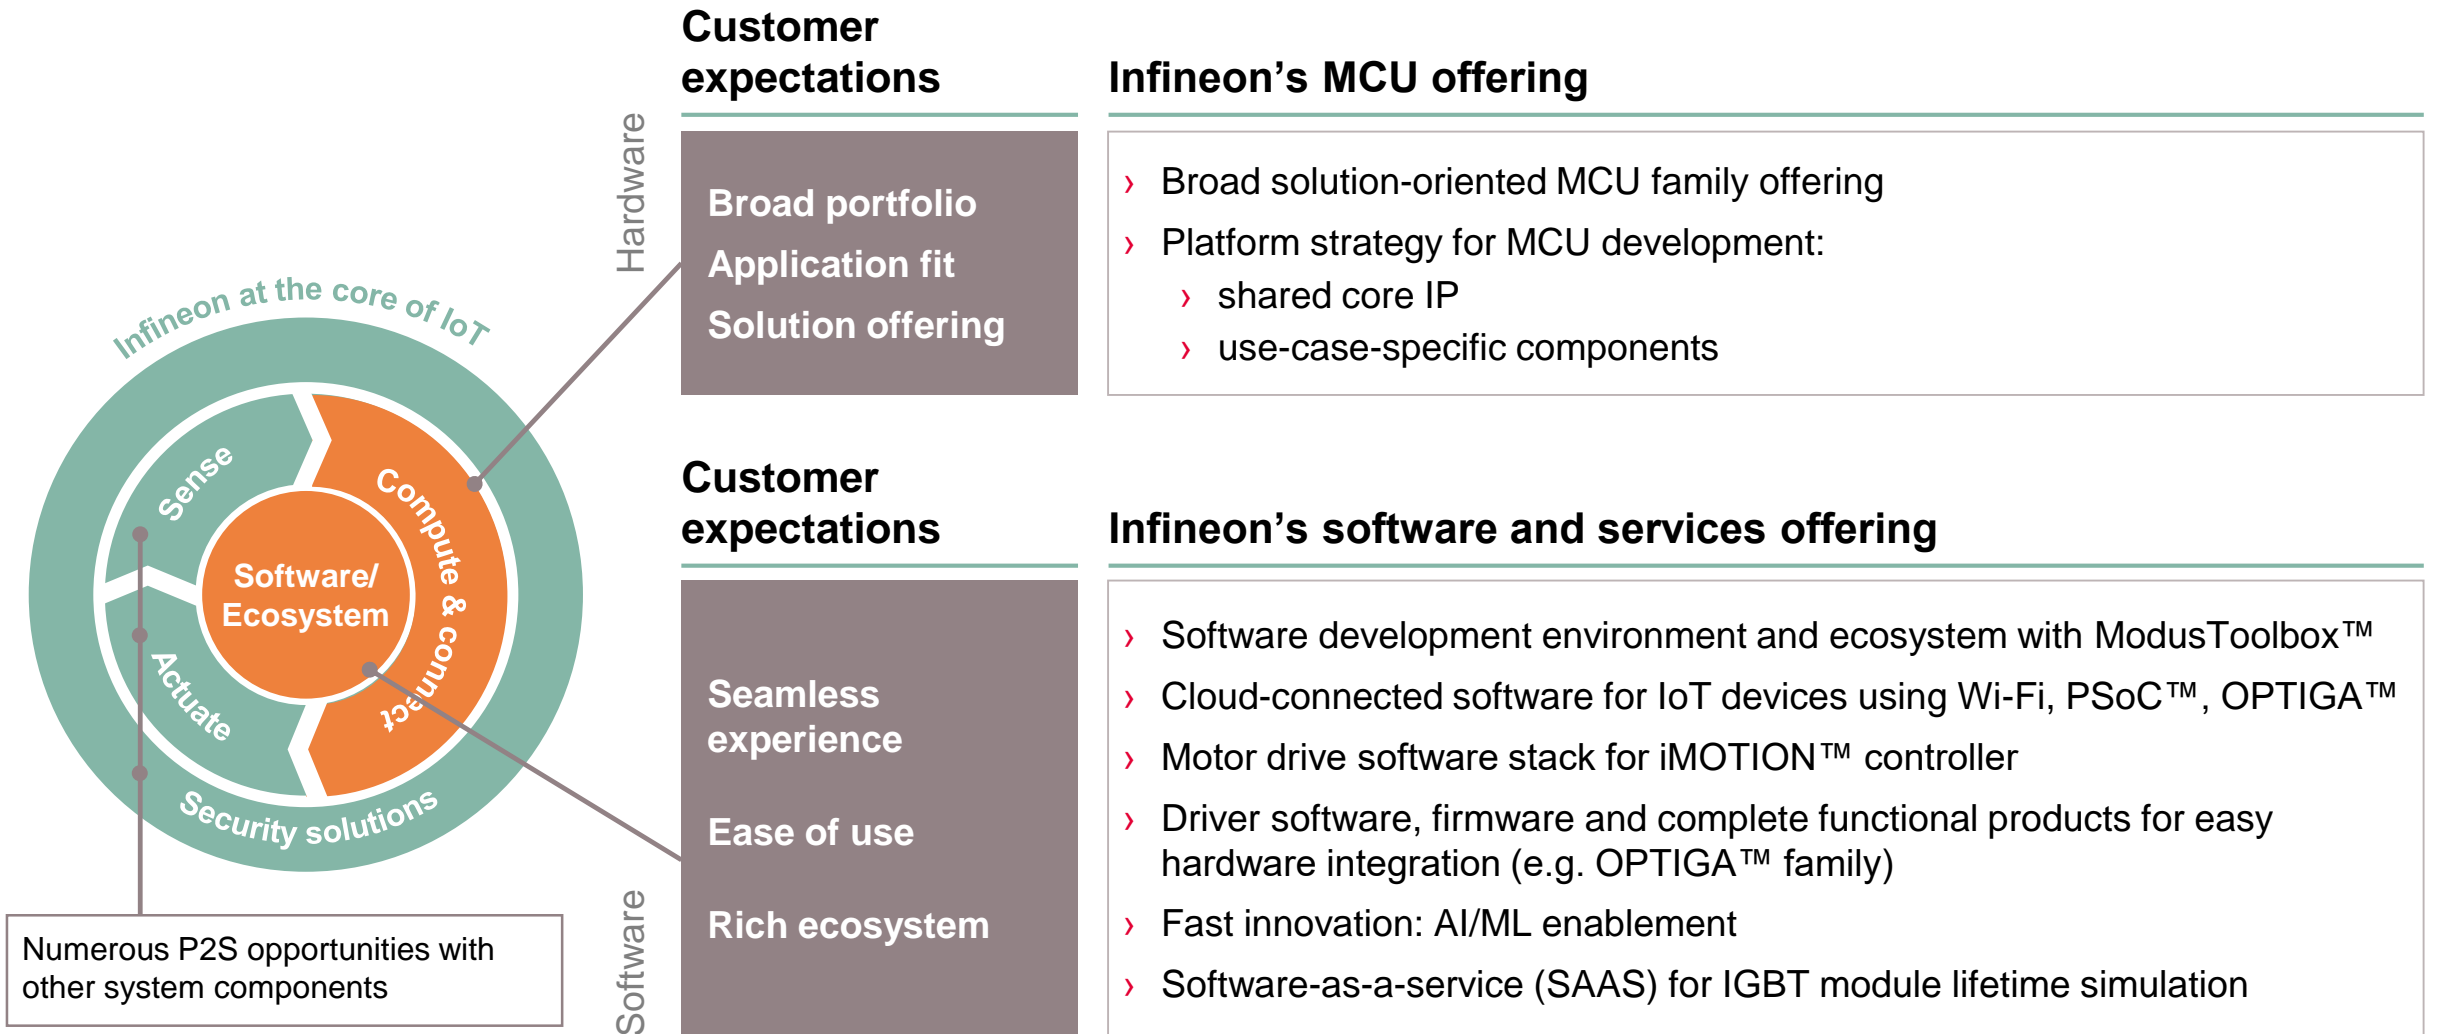 Infineon at the core of IoT
Sense
Compute & connect
Software/
Ecosystem
Actuate
Security solutions
Numerous P2S opportunities with
other system components
Hardware
Customer
expectations
Infineon’s MCU offering
Broad portfolio
Application fit
Solution offering
› Broad solution-oriented MCU family offering
› Platform strategy for MCU development:
› shared core IP
› use-case-specific components
Software
Customer
expectations
Infineon’s software and services offering
Seamless
experience
Ease of use
Rich ecosystem
› Software development environment and ecosystem with ModusToolbox™
› Cloud-connected software for IoT devices using Wi-Fi, PSoC™, OPTIGA™
› Motor drive software stack for iMOTION™ controller
› Driver software, firmware and complete functional products for easy
hardware integration (e.g. OPTIGA™ family)
› Fast innovation: AI/ML enablement
› Software-as-a-service (SAAS) for IGBT module lifetime simulation